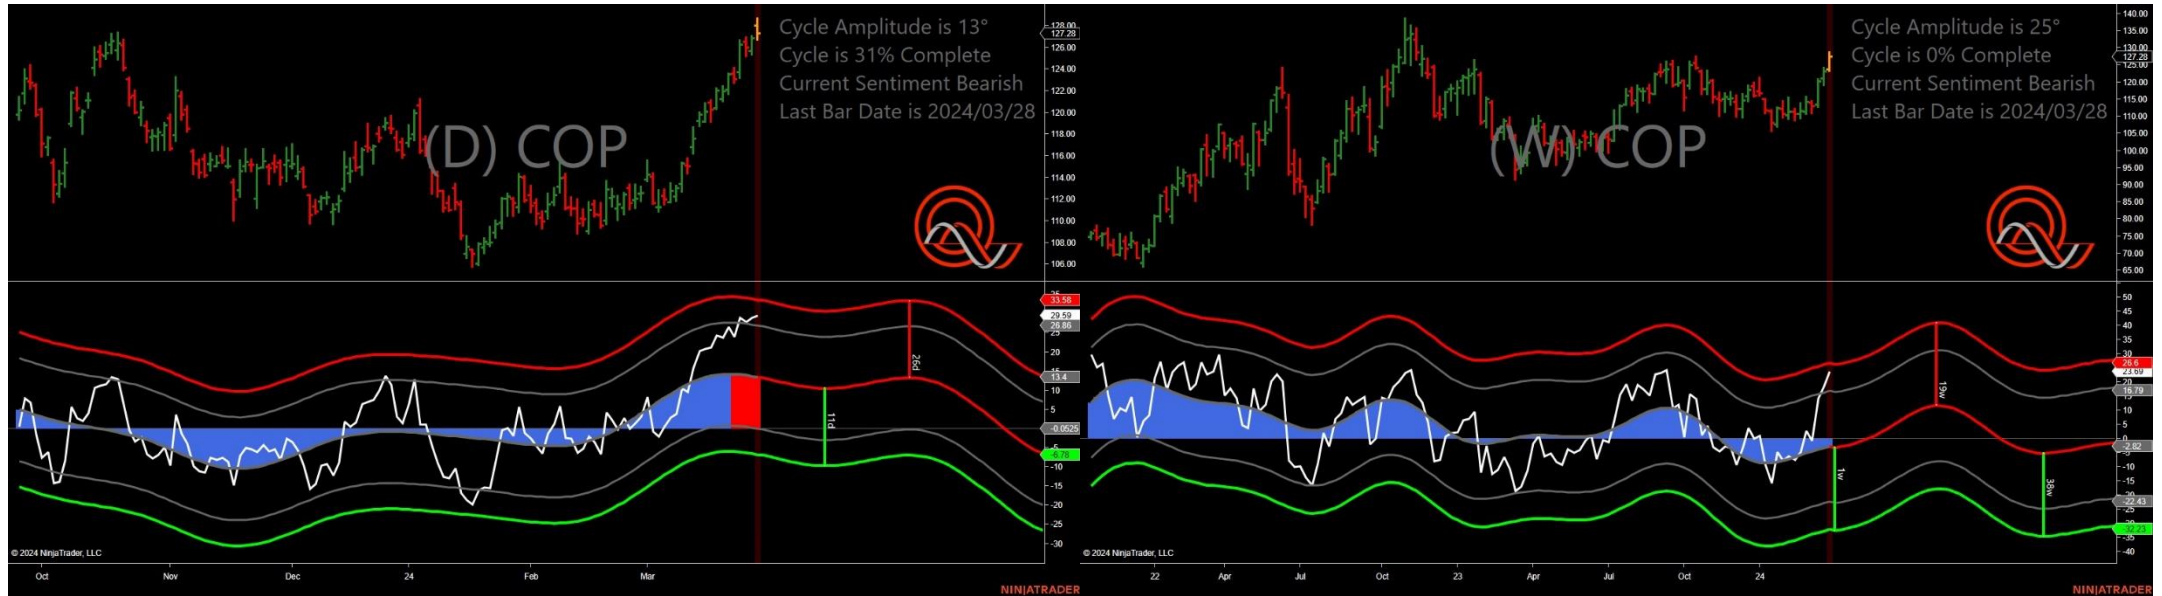 Cycle Amplitude is 13°
Cycle is 31% Complete
Current Sentiment Bearish
Last Bar Date is 2024/03/28
(D) COP
128.00
127.28
126.00
124.00
122.00
120.00
118.00
116.00
114.00
112.00
110.00
108.00
106.00
33.58
29.59
26.86
20
13.4
10
5
-0.0525
-6.78
-10
-15
-20
-25
-30
26d
11d
© 2024 NinjaTrader, LLC
Oct
Nov
Dec
24
Feb
Mar
NINJATRADER
Cycle Amplitude is 25°
Cycle is 0% Complete
Current Sentiment Bearish
Last Bar Date is 2024/03/28
(W) COP
140.00
135.00
130.00
127.28
125.00
120.00
115.00
110.00
105.00
100.00
95.00
90.00
85.00
80.00
75.00
70.00
65.00
50
45
40
35
30
26.6
23.69
20
16.79
10
5
0
-2.82
-10
-15
-22.43
-32.23
-35
-40
19w
1w
38w
© 2024 NinjaTrader, LLC
22
Apr
Jul
Oct
23
Apr
Jul
Oct
24
NINJATRADER